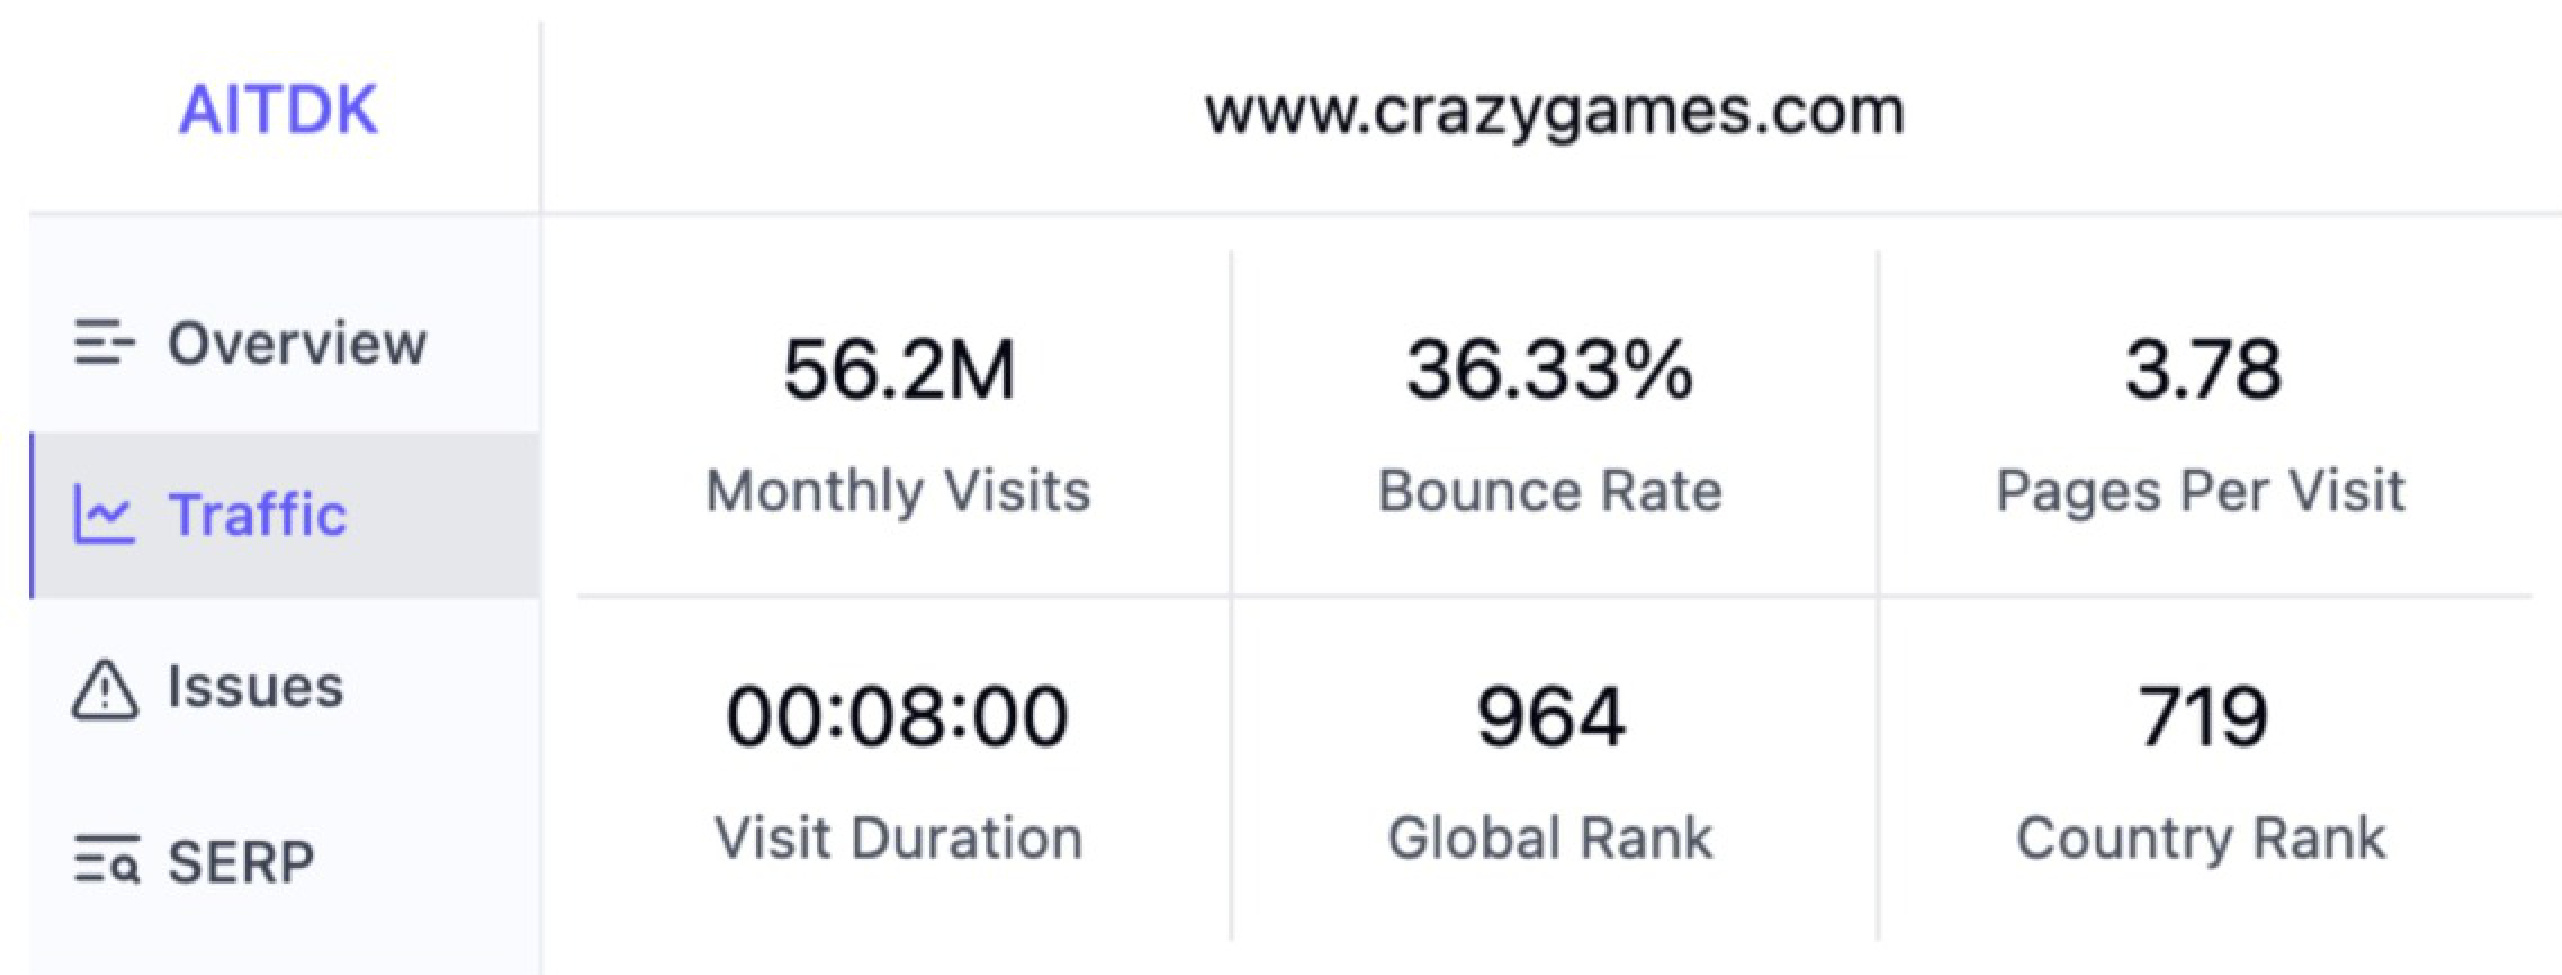 AITDK
www.crazygames.com
Overview
Traffic
Issues
SERP
56.2M
Monthly Visits
36.33%
Bounce Rate
3.78
Pages Per Visit
00:08:00
Visit Duration
964
Global Rank
719
Country Rank